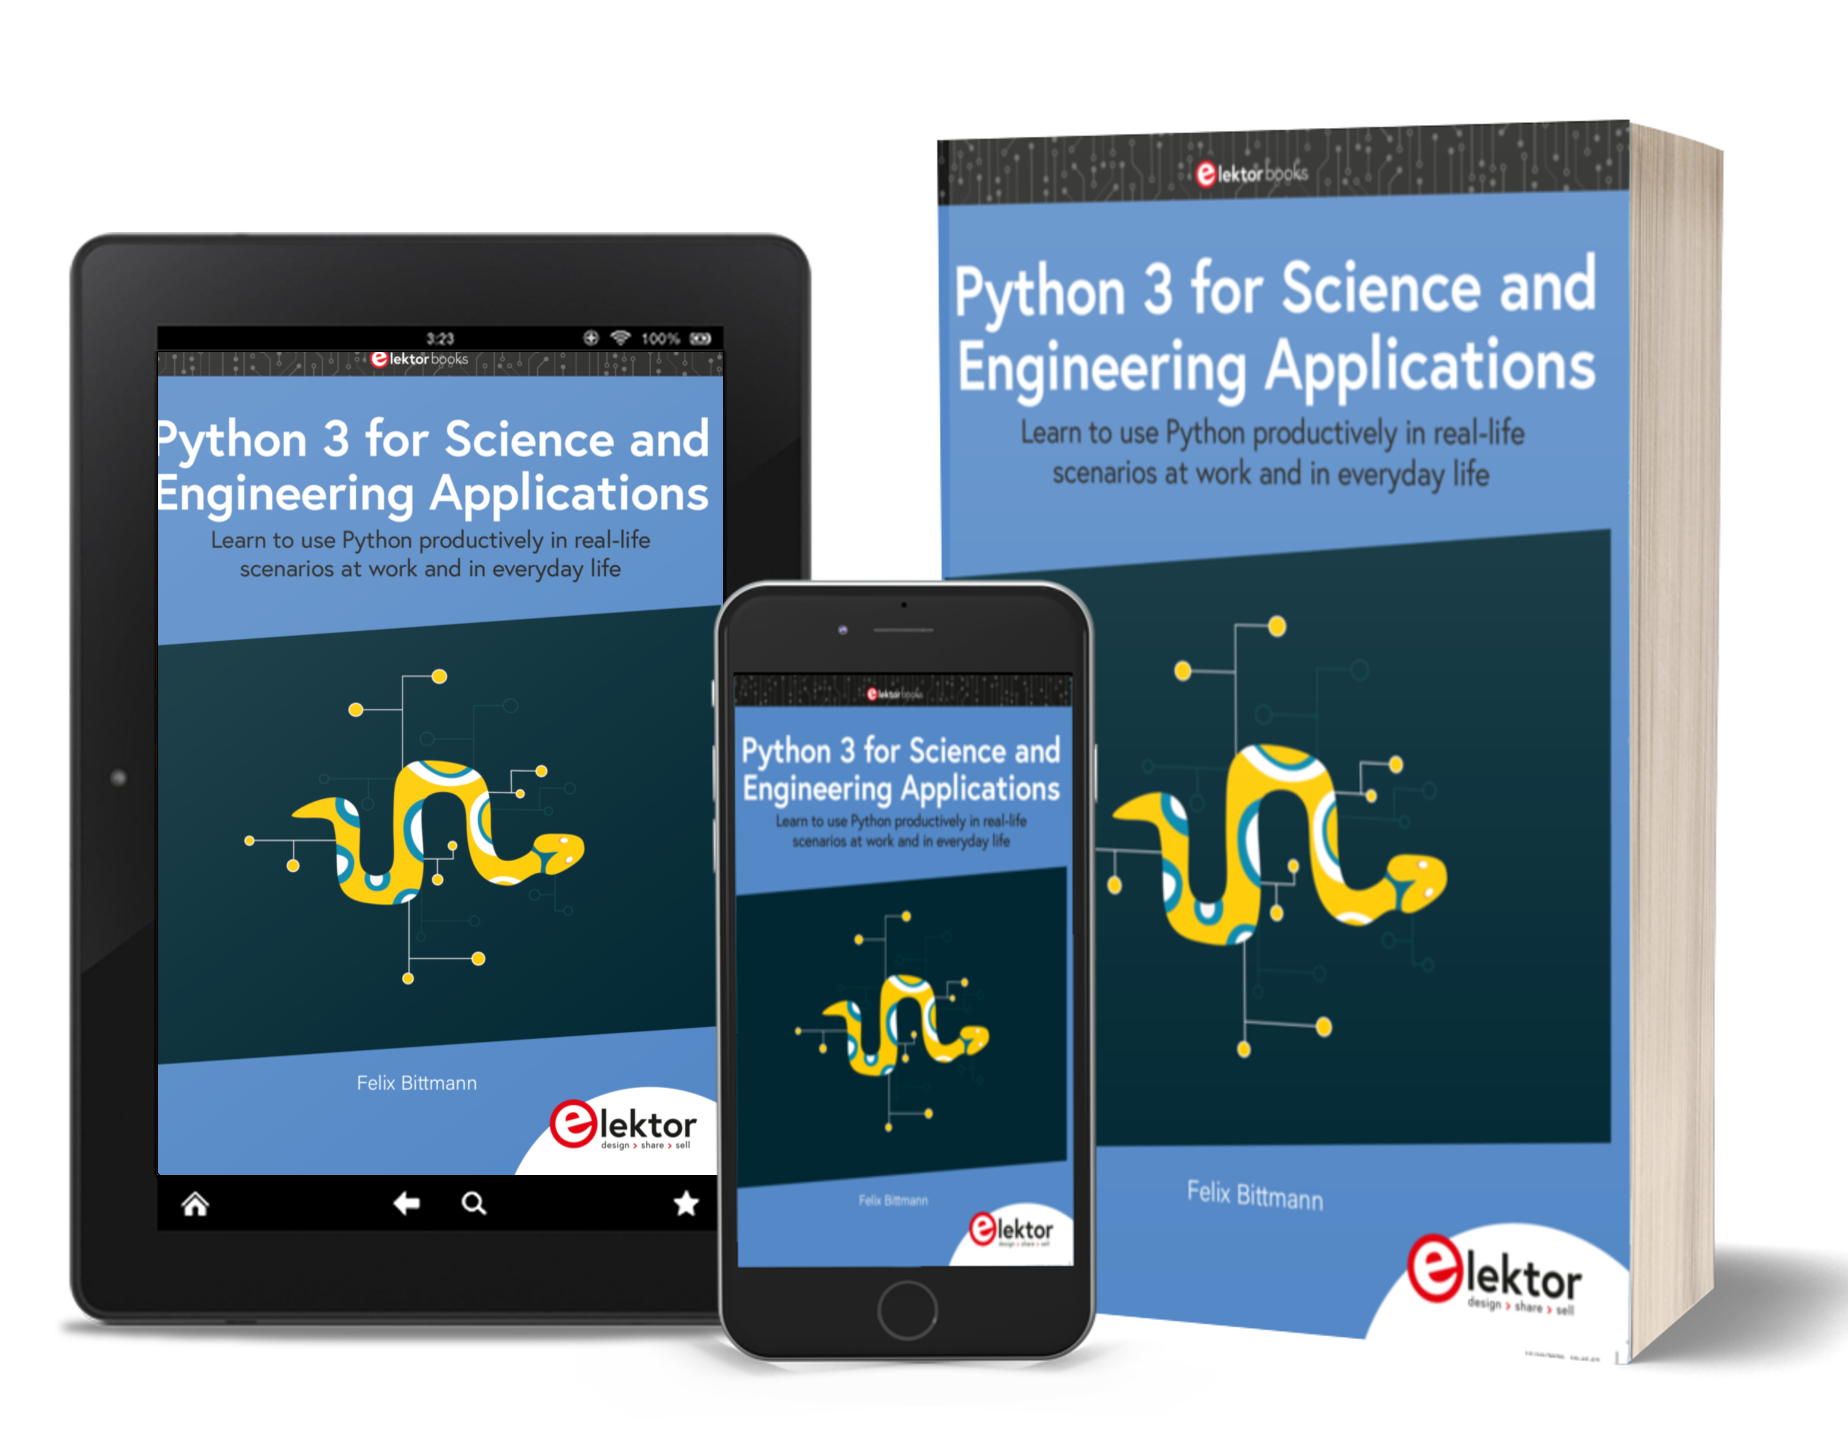 3:23
100%
elektor books
Python 3 for Science and
Engineering Applications
Learn to use Python productively in real-life
scenarios at work and in everyday life
Felix Bittmann
elektor
design > share > sell
elektor books
Python 3 for Science and
Engineering Applications
Learn to use Python productively in real-life
scenarios at work and in everyday life
Felix Bittmann
elektor
design > share > sell
elektor books
Python 3 for Science and
Engineering Applications
Learn to use Python productively in real-life
scenarios at work and in everyday life
Felix Bittmann
elektor
design > share > sell